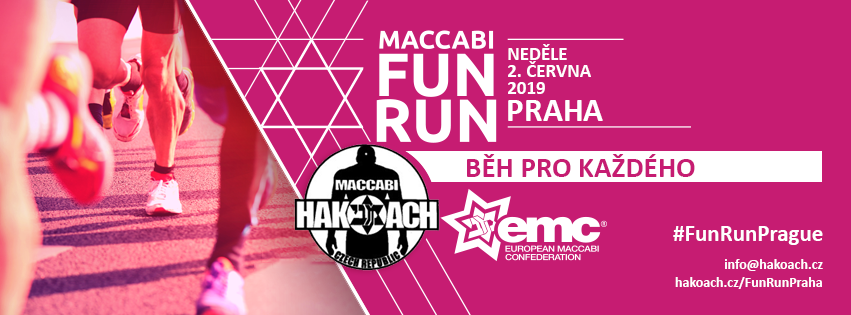 MACCABI
FUN
RUN
NEDĚLE
2. ČERVNA
2019
PRAHA
BĚH PRO KAŽDÉHO
MACCABI
HAKOACH
CZECH REPUBLIC
emc®
EUROPEAN MACCABI
CONFEDERATION
#FunRunPrague
info@hakoach.cz
hakoach.cz/FunRunPraha